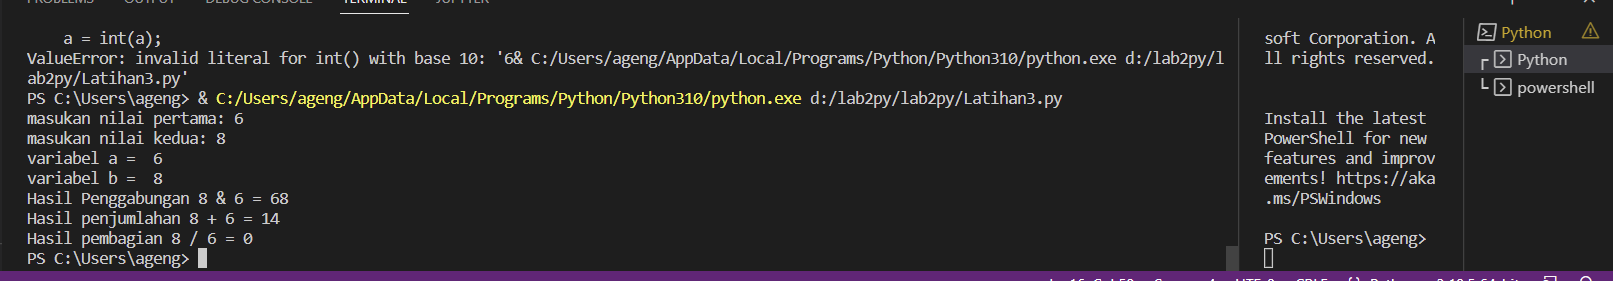 PROBLEMS OUTPUT DEBUG CONSOLE TERMINAL JUPYTER
a = int(a);
ValueError: invalid literal for int() with base 10: '6& C:/Users/ageng/AppData/Local/Programs/Python/Python310/python.exe d:/lab2py/l
ab2py/Latihan3.py'
PS C:\Users\ageng> & C:/Users/ageng/AppData/Local/Programs/Python/Python310/python.exe d:/lab2py/lab2py/Latihan3.py
masukan nilai pertama: 6
masukan nilai kedua: 8
variabel a =  6
variabel b =  8
Hasil Penggabungan 8 & 6 = 68
Hasil penjumlahan 8 + 6 = 14
Hasil pembagian 8 / 6 = 0
PS C:\Users\ageng>
soft Corporation. A
ll rights reserved.
Install the latest
PowerShell for new
features and improv
ements! https://aka
.ms/PSWindows
PS C:\Users\ageng>
Python
Python
powershell